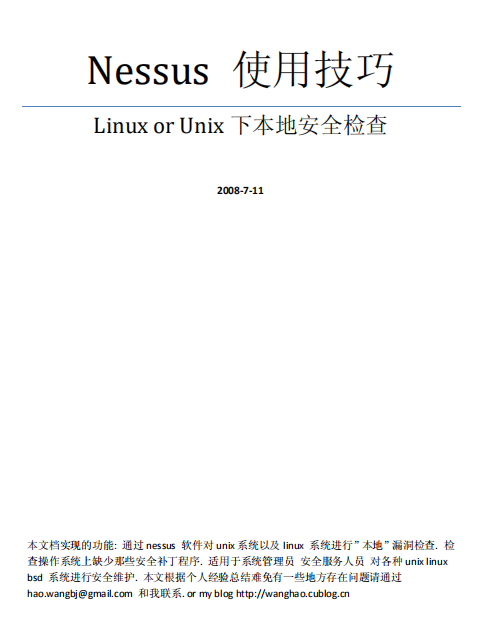 Nessus 使用技巧
Linux or Unix 下本地安全检查
2008-7-11
本文档实现的功能: 通过 nessus 软件对 unix 系统以及 linux 系统进行”本地”漏洞检查. 检
查操作系统上缺少那些安全补丁程序. 适用于系统管理员 安全服务人员 对各种 unix linux
bsd 系统进行安全维护. 本文根据个人经验总结难免有一些地方存在问题请通过
hao.wangbj@gmail.com 和我联系. or my blog http://wanghao.cublog.cn